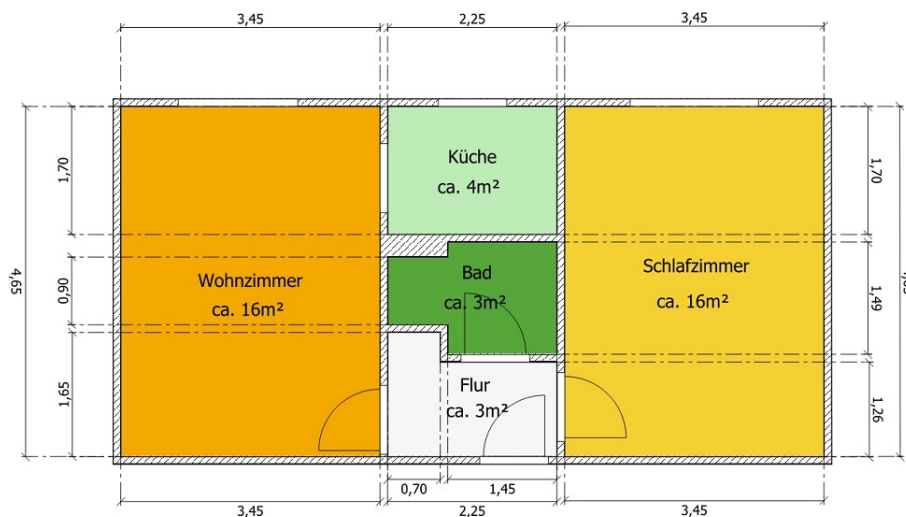 3,45
2,25
3,45
1,70
Küche
ca. 4m²
1,70
4,65
0,90
Wohnzimmer
ca. 16m²
Bad
ca. 3m²
Schlafzimmer
ca. 16m²
1,49
1,65
Flur
ca. 3m²
1,26
0,70
1,45
3,45
2,25
3,45